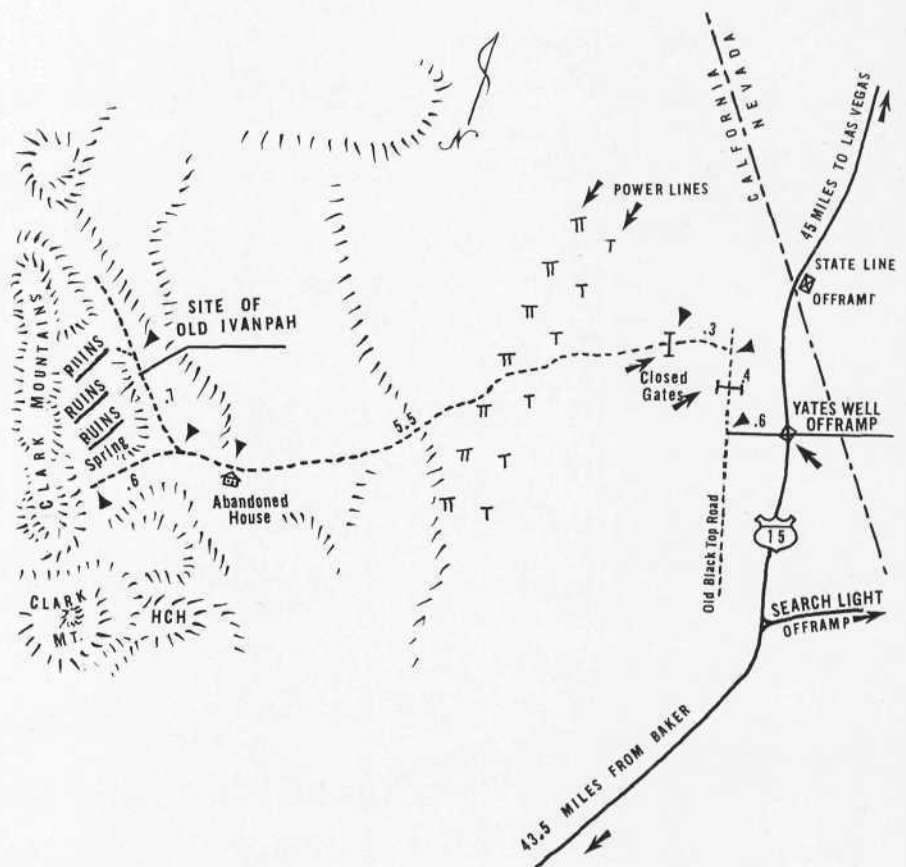 N
CALFORNIA
NEVADA
45 MILES TO LAS VEGAS
POWER LINES
STATE LINE
OFFRAMP
SITE OF
OLD IVANPAH
CLARK MOUNTAINS
RUINS
RUINS
RUINS
Spring
.7
.6
5.5
.3
.4
.6
Closed
Gates
YATES WELL
OFFRAMP
Abandoned
House
Old Black Top Road
15
CLARK
MT.
HCH
SEARCH LIGHT
OFFRAMP
43.5 MILES FROM BAKER